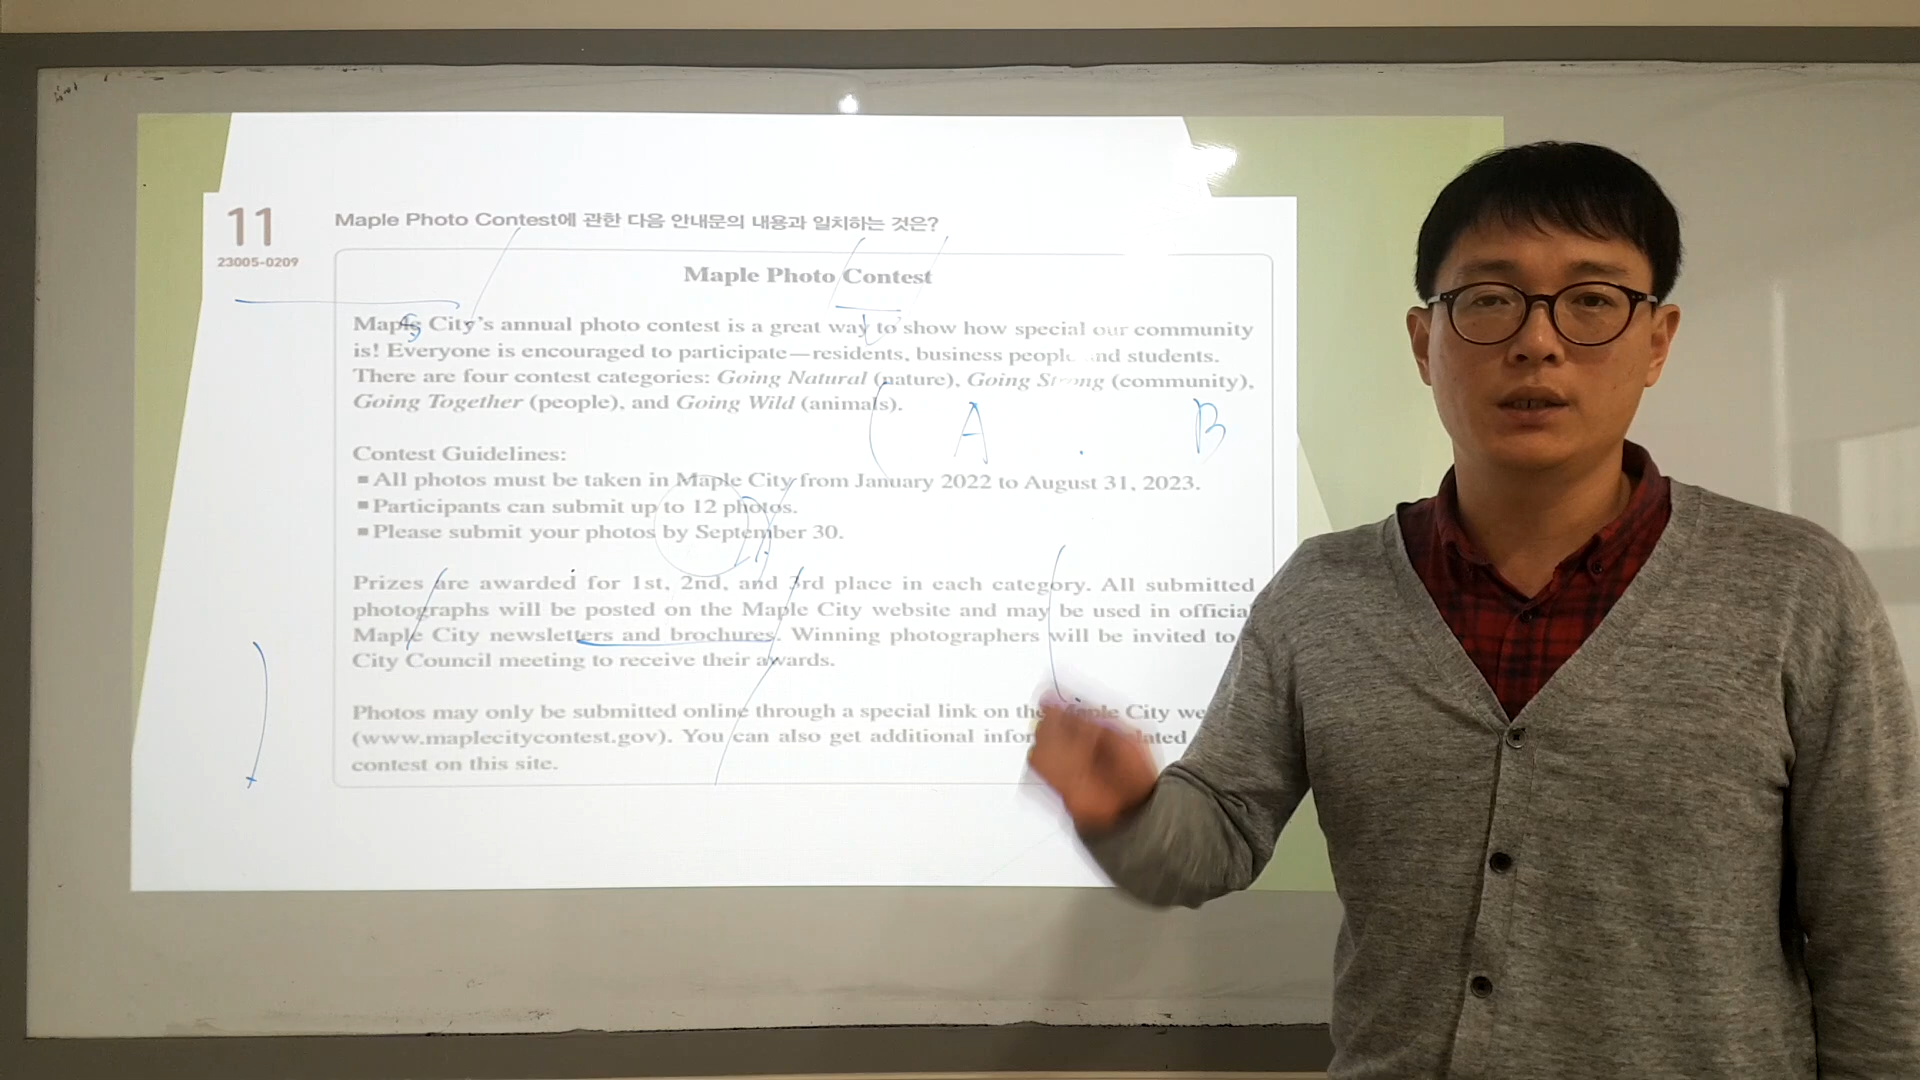 11
23005-0209
Maple Photo Contest에 관한 다음 안내문의 내용과 일치하는 것은?
Maple Photo Contest
Maple City's annual photo contest is a great way to show how special our community
is! Everyone is encouraged to participate—residents, business people and students.
There are four contest categories: Going Natural (nature), Going Strong (community),
Going Together (people), and Going Wild (animals).
A . B
Contest Guidelines:
■ All photos must be taken in Maple City from January 2022 to August 31, 2023.
■ Participants can submit up to 12 photos.
■ Please submit your photos by September 30.
Prizes are awarded for 1st, 2nd, and 3rd place in each category. All submitted
photographs will be posted on the Maple City website and may be used in official
Maple City newsletters and brochures. Winning photographers will be invited to
City Council meeting to receive their awards.
Photos may only be submitted online through a special link on the Maple City we
(www.maplecitycontest.gov). You can also get additional infor lated
contest on this site.